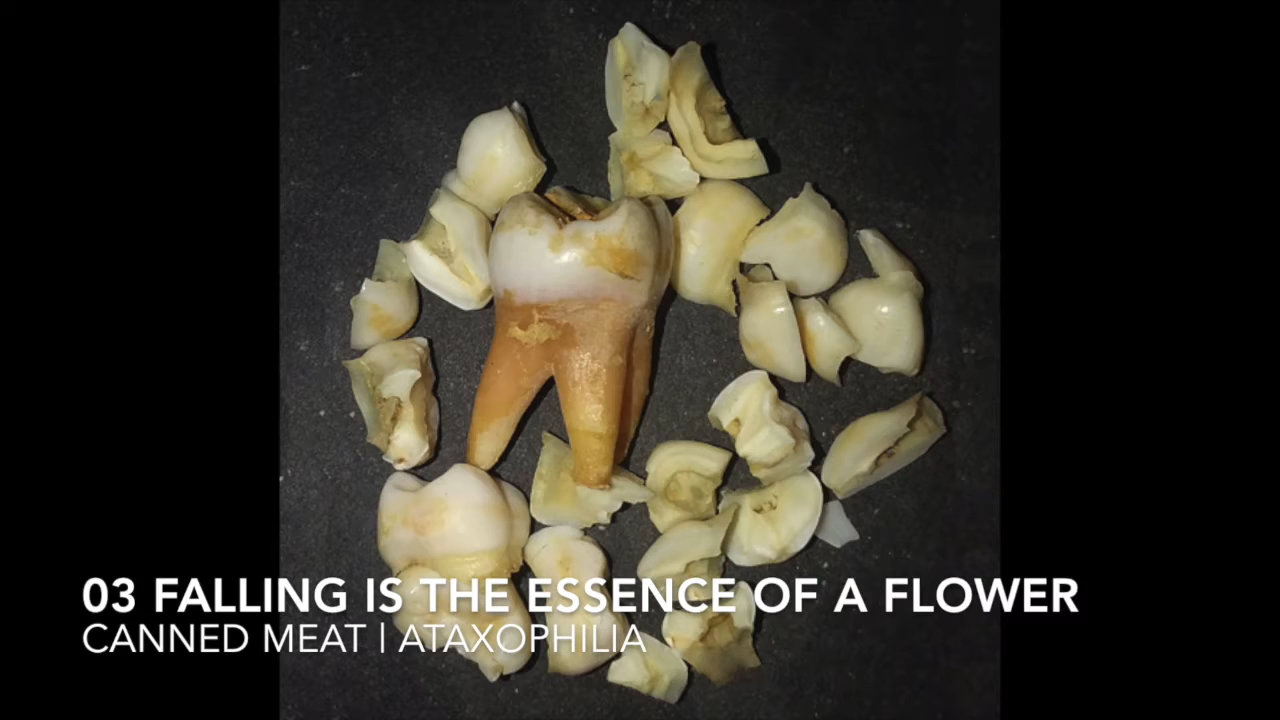 03 FALLING IS THE ESSENCE OF A FLOWER
CANNED MEAT | ATAXOPHILIA